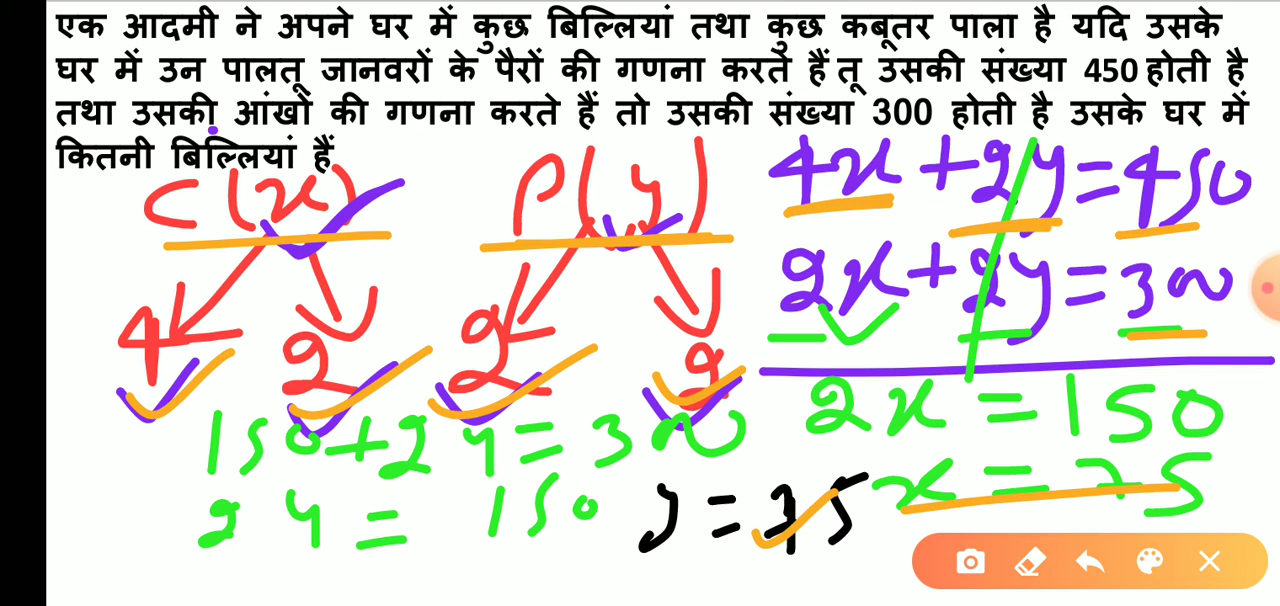 एक आदमी ने अपने घर में कुछ बिल्लियां तथा कुछ कबूतर पाला है यदि उसके
घर में उन पालतू जानवरों के पैरों की गणना करते हैं तू उसकी संख्या 450 होती है
तथा उसकी आंखों की गणना करते हैं तो उसकी संख्या 300 होती है उसके घर में
कितनी बिल्लियां हैं
C(x) P(y) 4x+2y=450
2x+2y=300
4 2 2 2
2x=150
150+2y=300
x=75
2y=150 y=75